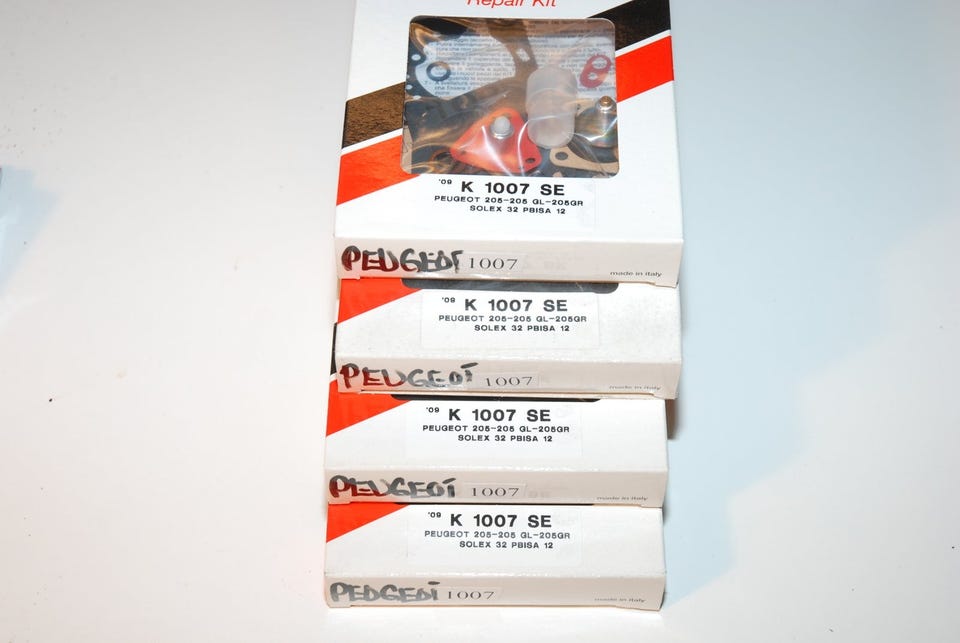 Repair Kit
'09 K 1007 SE
PEUGEOT 205-205 GL-205GR
SOLEX 32 PBISA 12
PEUGEOT 1007
made in italy
'09 K 1007 SE
PEUGEOT 205-205 GL-205GR
SOLEX 32 PBISA 12
PEUGEOT 1007
made in italy
'09 K 1007 SE
PEUGEOT 205-205 GL-205GR
SOLEX 32 PBISA 12
PEUGEOT 1007
made in italy
'09 K 1007 SE
PEUGEOT 205-205 GL-205GR
SOLEX 32 PBISA 12
PEUGEOT 1007
made in italy